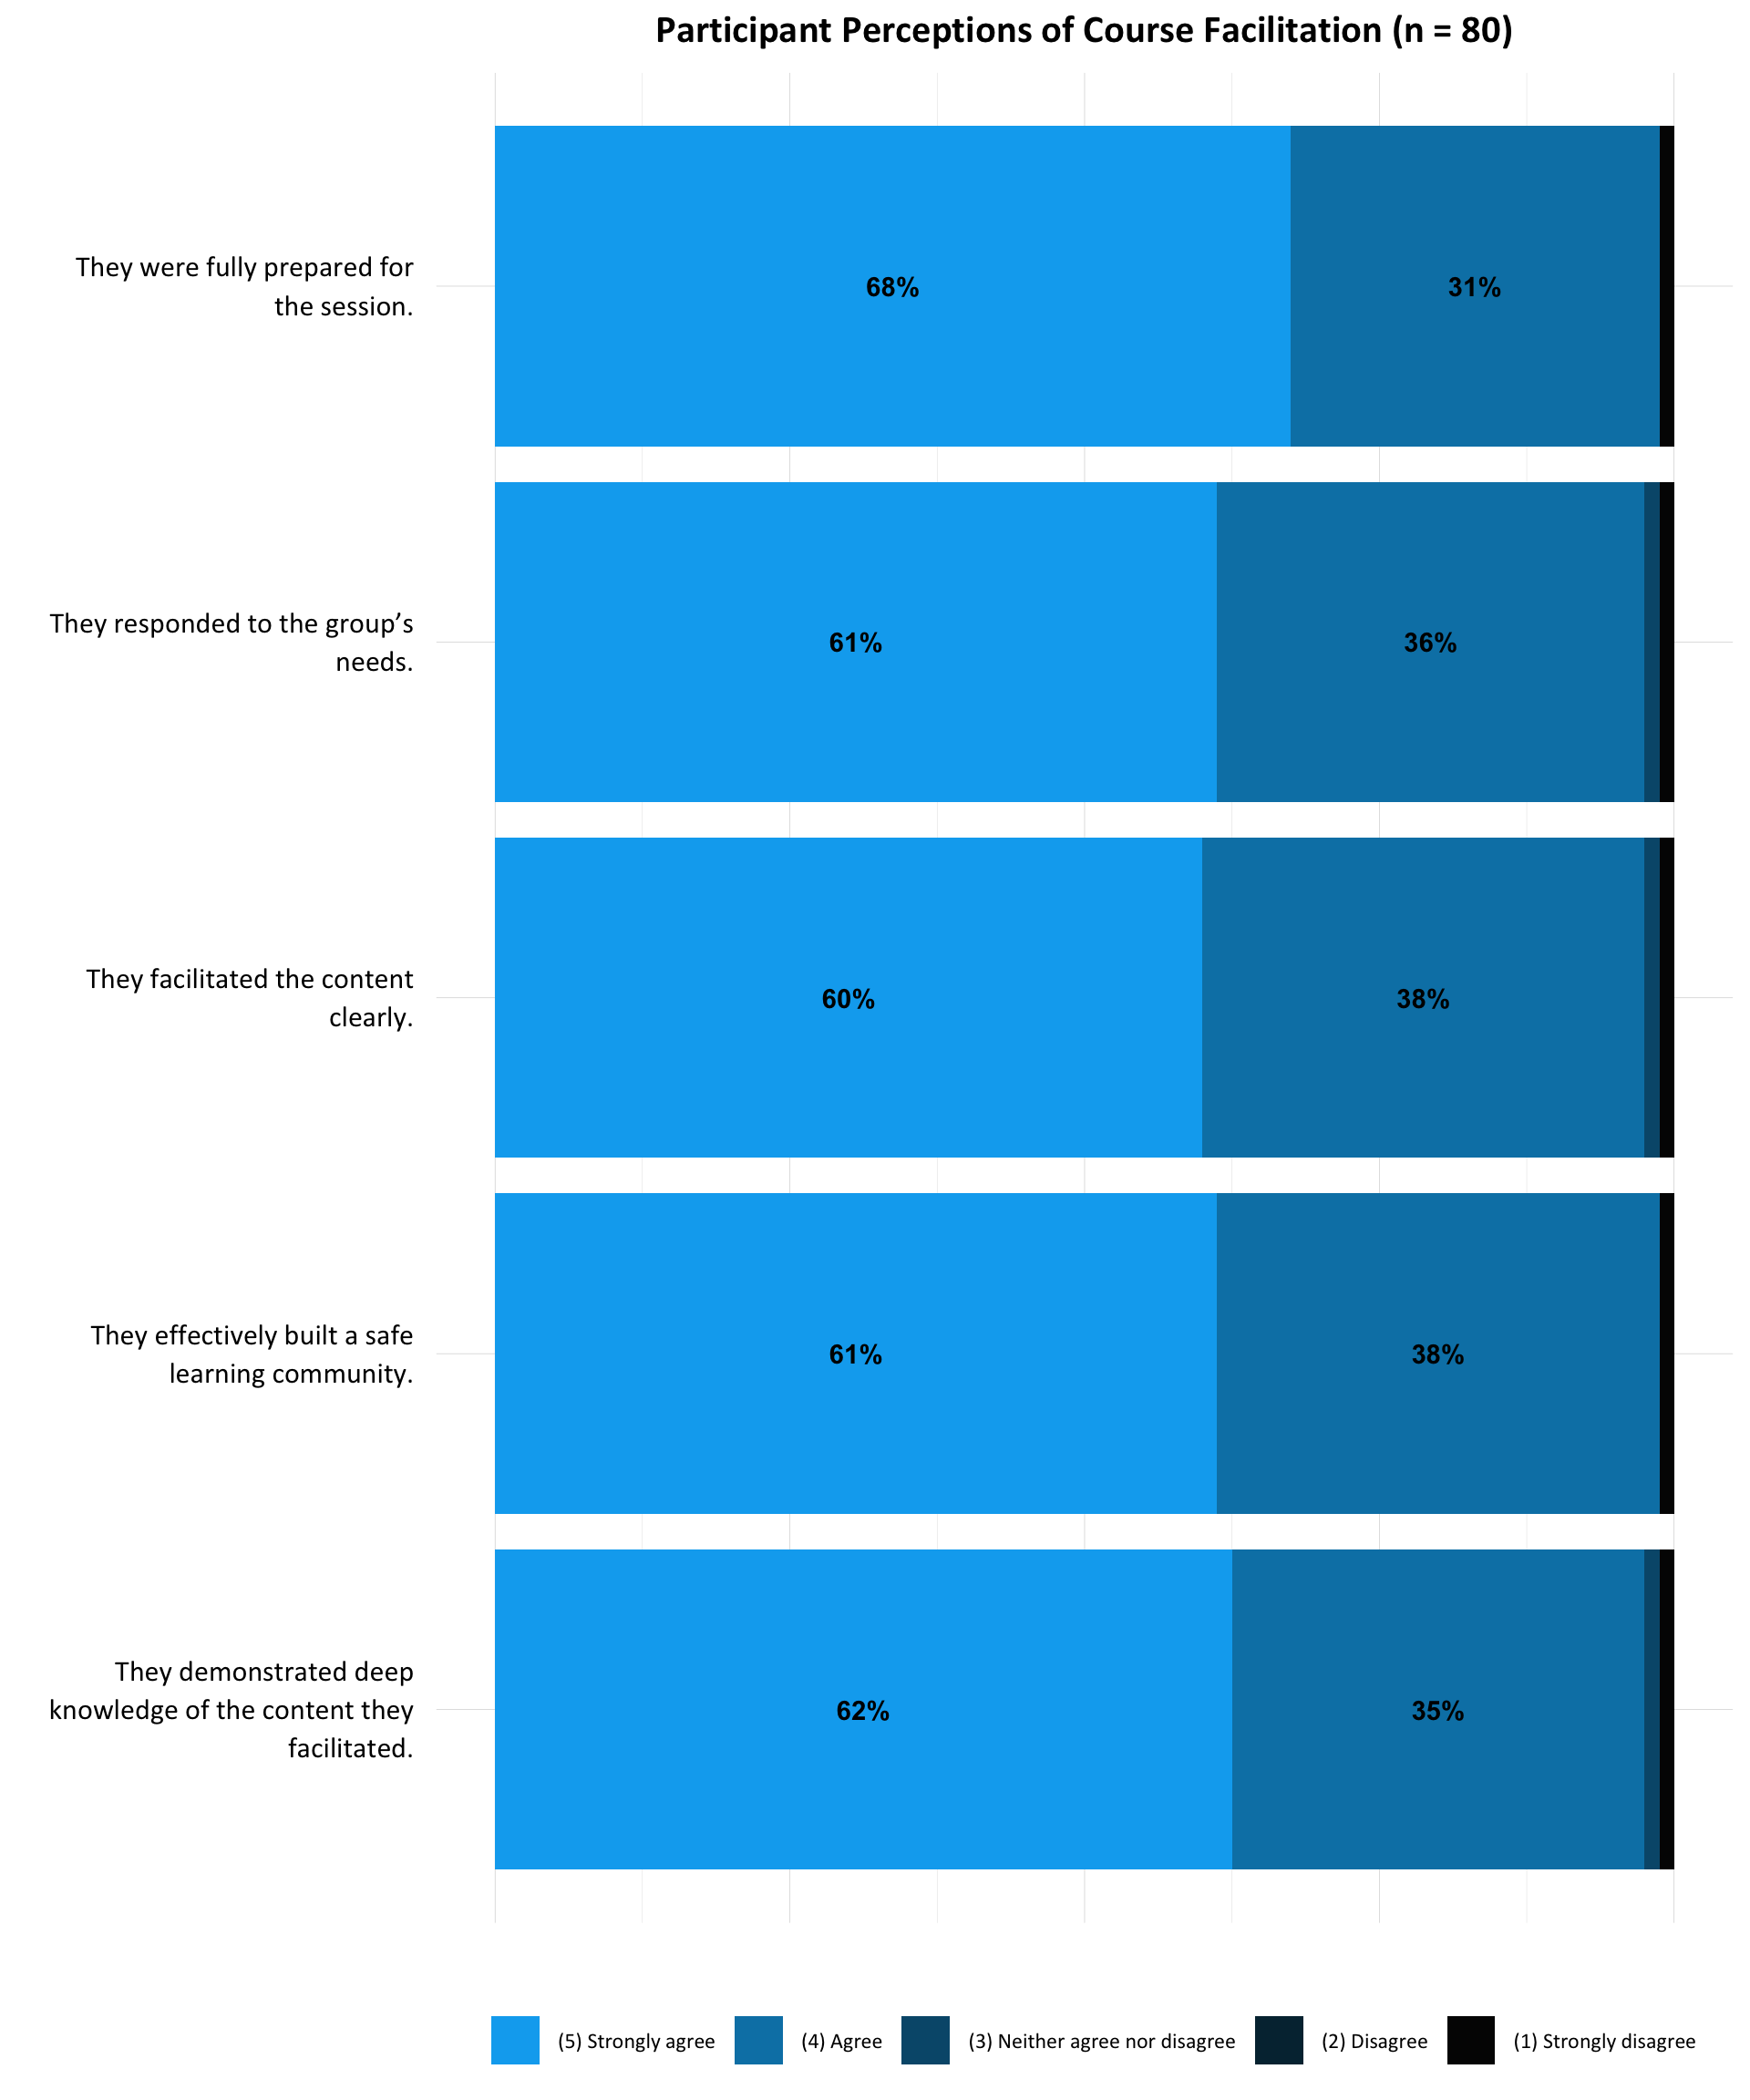 Participant Perceptions of Course Facilitation (n = 80)
They were fully prepared for
the session.
68%
31%
They responded to the group’s
needs.
61%
36%
They facilitated the content
clearly.
60%
38%
They effectively built a safe
learning community.
61%
38%
They demonstrated deep
knowledge of the content they
facilitated.
62%
35%
(5) Strongly agree
(4) Agree
(3) Neither agree nor disagree
(2) Disagree
(1) Strongly disagree